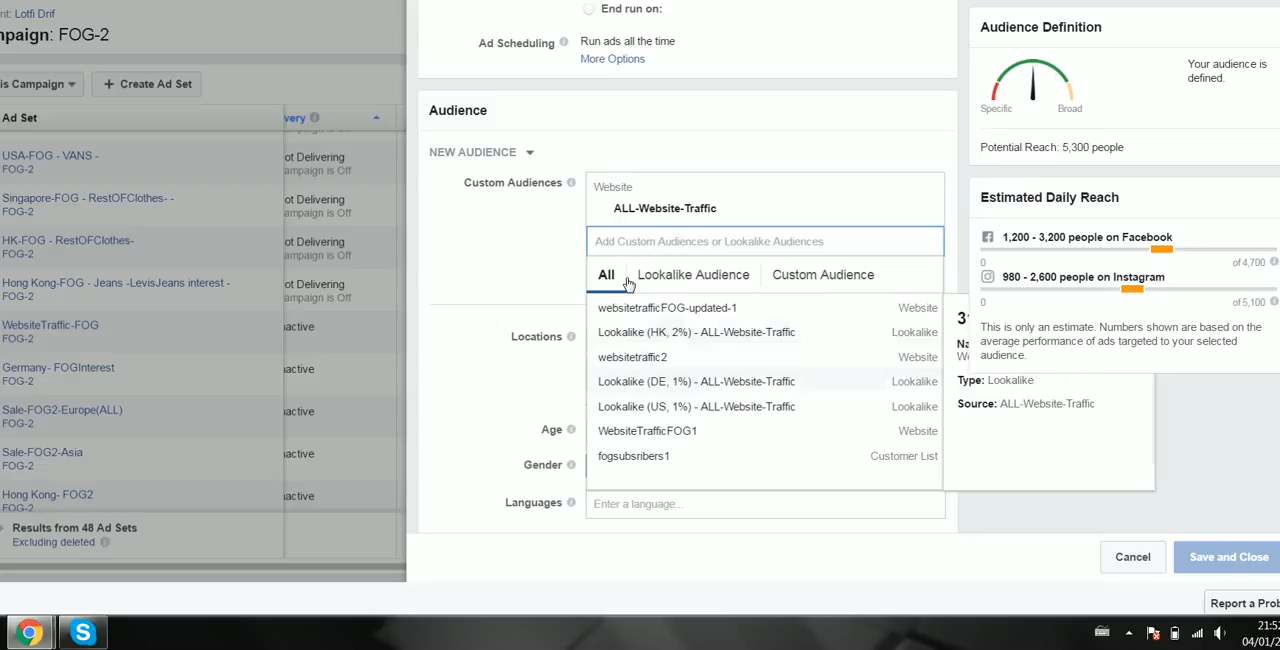 nt: Lotfi Drif
mpaign: FOG-2
is Campaign
+ Create Ad Set
Ad Set
very
USA-FOG - VANS -
FOG-2
ot Delivering
ampaign is Off
Singapore-FOG - RestOFClothes- -
FOG-2
ot Delivering
ampaign is Off
HK-FOG - RestOFClothes-
FOG-2
ot Delivering
ampaign is Off
Hong Kong-FOG - Jeans -LevisJeans interest -
FOG-2
ot Delivering
ampaign is Off
WebsiteTraffic-FOG
FOG-2
nactive
Germany- FOGInterest
FOG-2
nactive
Sale-FOG2-Europe(ALL)
FOG-2
nactive
Sale-FOG2-Asia
FOG-2
nactive
Hong Kong- FOG2
FOG-2
nactive
Results from 48 Ad Sets
Excluding deleted
End run on:
Ad Scheduling
Run ads all the time
More Options
Audience
NEW AUDIENCE
Custom Audiences
Website
ALL-Website-Traffic
Add Custom Audiences or Lookalike Audiences
All
Lookalike Audience
Custom Audience
websitetrafficFOG-updated-1 Website
Lookalike (HK, 2%) - ALL-Website-Traffic Lookalike
websitetraffic2 Website
Lookalike (DE, 1%) - ALL-Website-Traffic Lookalike
Lookalike (US, 1%) - ALL-Website-Traffic Lookalike
WebsiteTrafficFOG1 Website
fogsubsribers1 Customer List
Locations
Age
Gender
Languages
Enter a language...
31
Na
We
Type: Lookalike
Source: ALL-Website-Traffic
Audience Definition
Your audience is
defined.
Specific
Broad
Potential Reach: 5,300 people
Estimated Daily Reach
1,200 - 3,200 people on Facebook
0 of 4,700
980 - 2,600 people on Instagram
0 of 5,100
This is only an estimate. Numbers shown are based on the
average performance of ads targeted to your selected
audience.
Cancel
Save and Close
Report a Prob
21:52
04/01/2